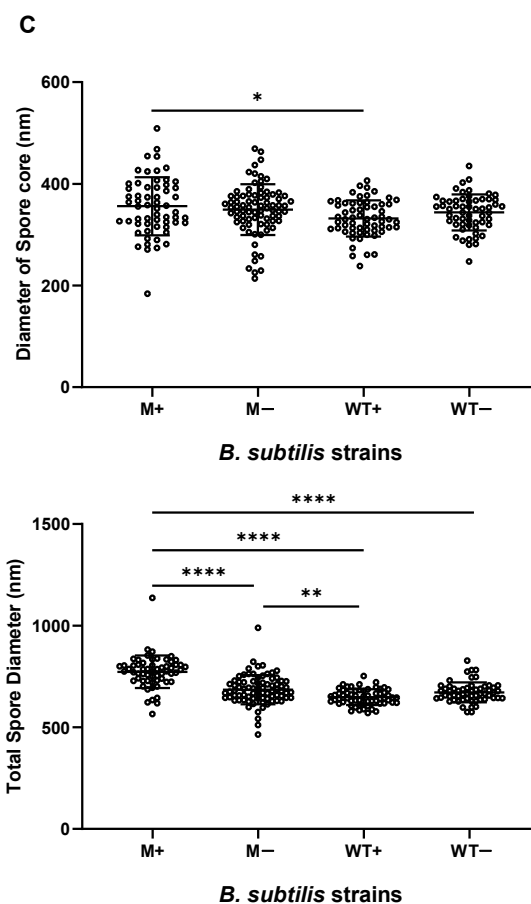 C
Diameter of Spore core (nm)
600
400
200
0
*
M+
M—
WT+
WT—
B. subtilis strains
Total Spore Diameter (nm)
1500
1000
500
0
****
****
****
**
M+
M—
WT+
WT—
B. subtilis strains